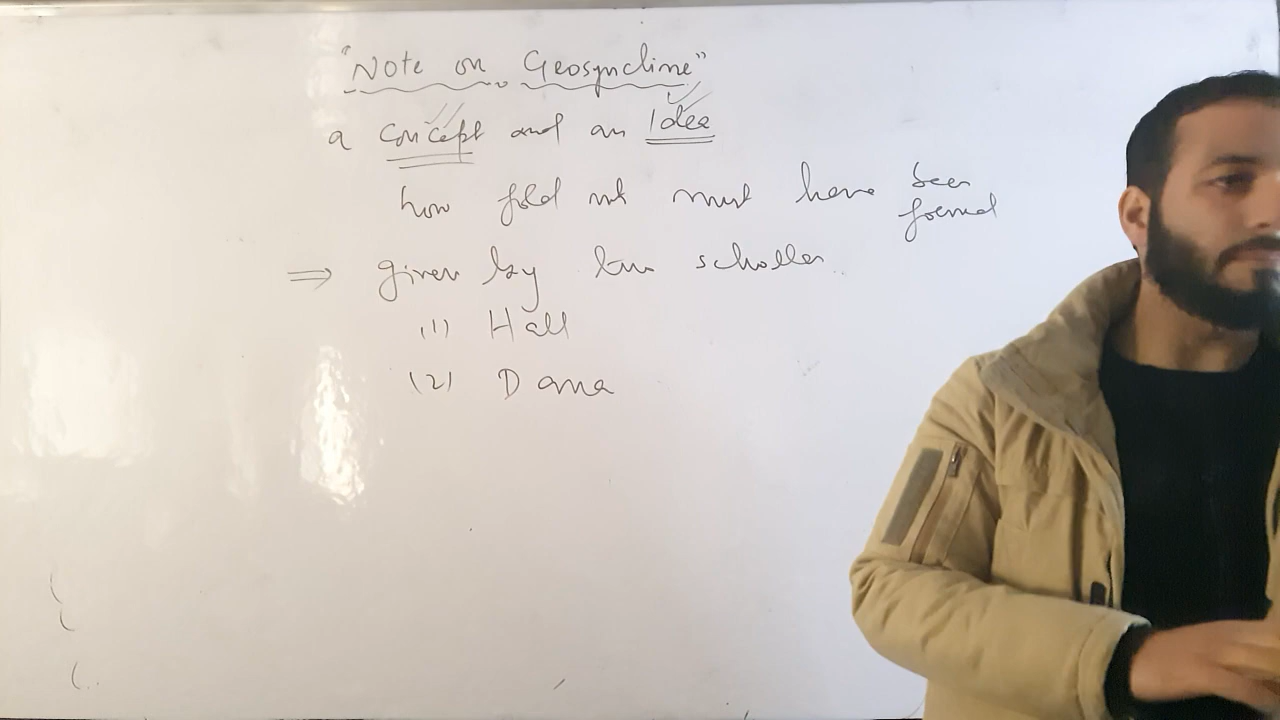 "Note on Geosyncline"
a concept and an Idea
how fold mt must have been formed
⇒ given by two scholler
(1) Hall
(2) Dana